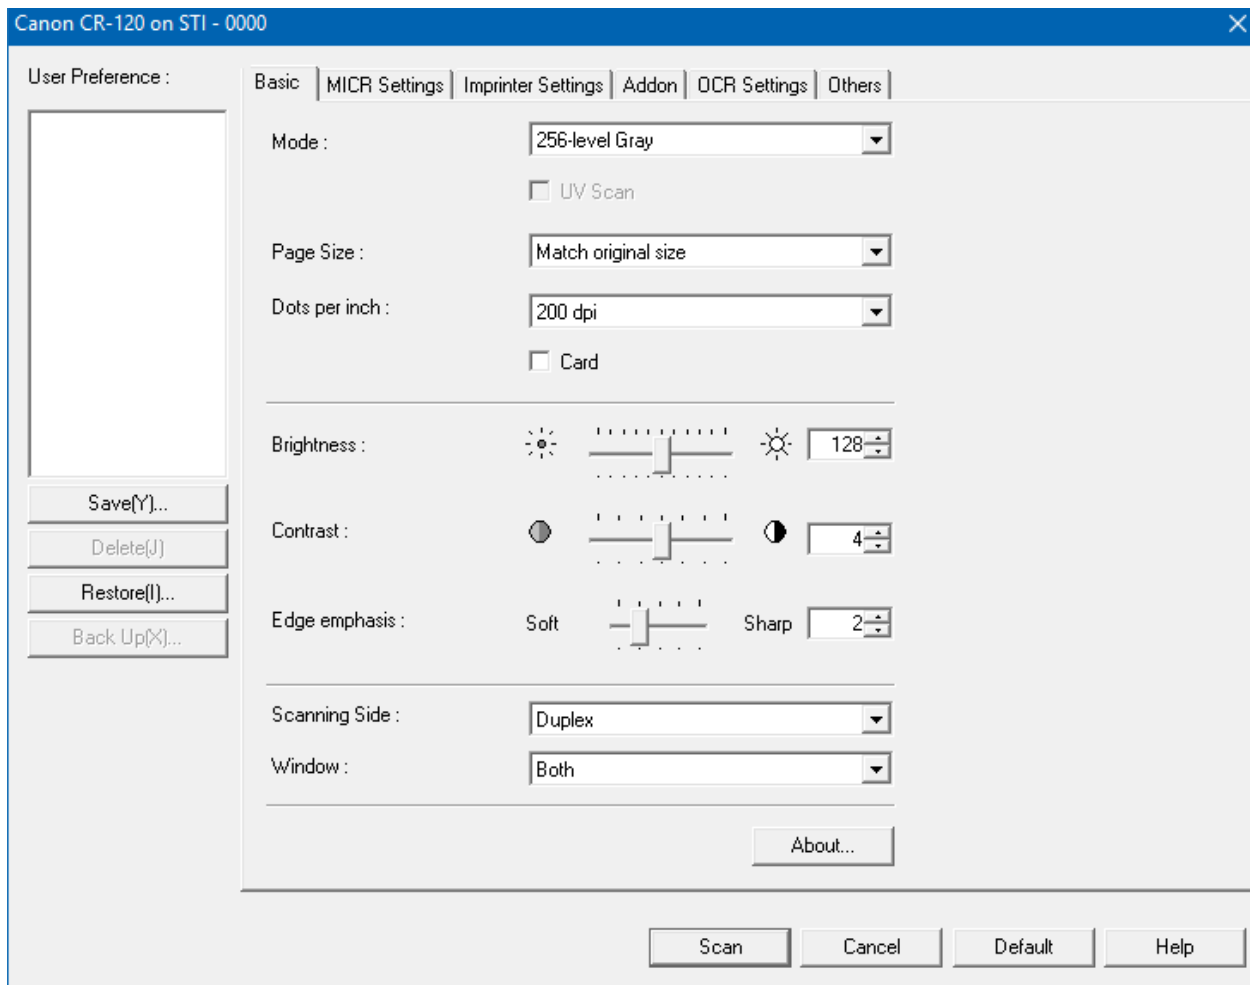 Canon CR-120 on STI - 0000
User Preference :
Basic MICR Settings Imprinter Settings Addon OCR Settings Others
Mode : 256-level Gray
UV Scan
Page Size : Match original size
Dots per inch : 200 dpi
Card
Brightness : 128
Contrast : 4
Edge emphasis : Soft Sharp 2
Save(Y)...
Delete(J)
Restore(I)...
Back Up(X)...
Scanning Side : Duplex
Window : Both
About...
Scan Cancel Default Help